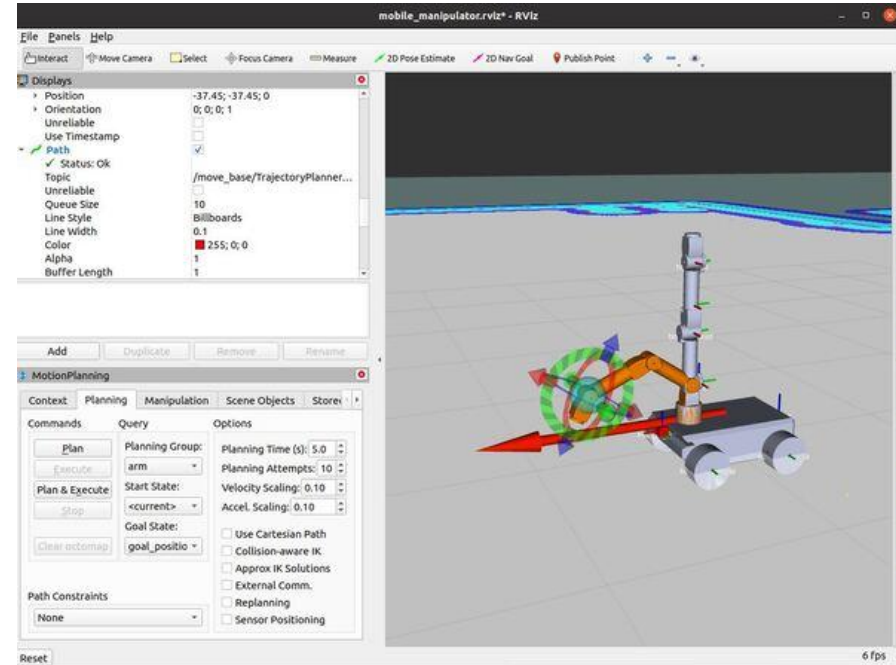 mobile_manipulator.rviz* - RViz
File Panels Help
Interact Move Camera Select Focus Camera Measure 2D Pose Estimate 2D Nav Goal Publish Point
Displays
Position -37.45; -37.45; 0
Orientation 0; 0; 0; 1
Unreliable
Use Timestamp
Path
Status: Ok
Topic /move_base/TrajectoryPlanner...
Unreliable
Queue Size 10
Line Style Billboards
Line Width 0.1
Color 255; 0; 0
Alpha 1
Buffer Length 1
Add Duplicate Remove Rename
MotionPlanning
Context Planning Manipulation Scene Objects Store
Commands Query Options
Plan Planning Group: Planning Time (s): 5.0
Execute arm Planning Attempts: 10
Plan & Execute Start State: Velocity Scaling: 0.10
Stop <current> Accel. Scaling: 0.10
Goal State: Use Cartesian Path
Clear octomap goal_positio Collision-aware IK
Approx IK Solutions
External Comm.
Path Constraints Replanning
None Sensor Positioning
Reset 6 fps